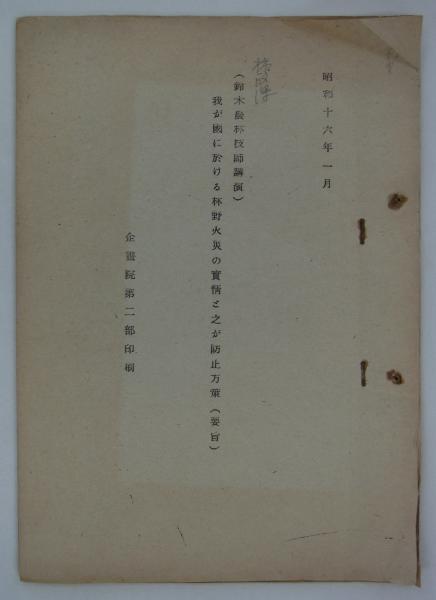 昭和十六年一月
(鈴木農林技師講演)
我が國に於ける林野火災の實情と之が防止方策(要旨)
企畫院第二部印刷